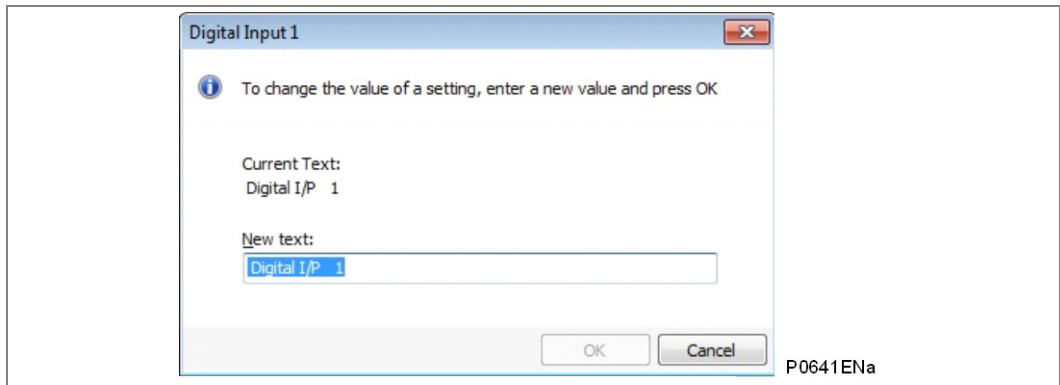 Digital Input 1
To change the value of a setting, enter a new value and press OK
Current Text:
Digital I/P   1
New text:
Digital I/P   1
OK
Cancel
P0641ENa